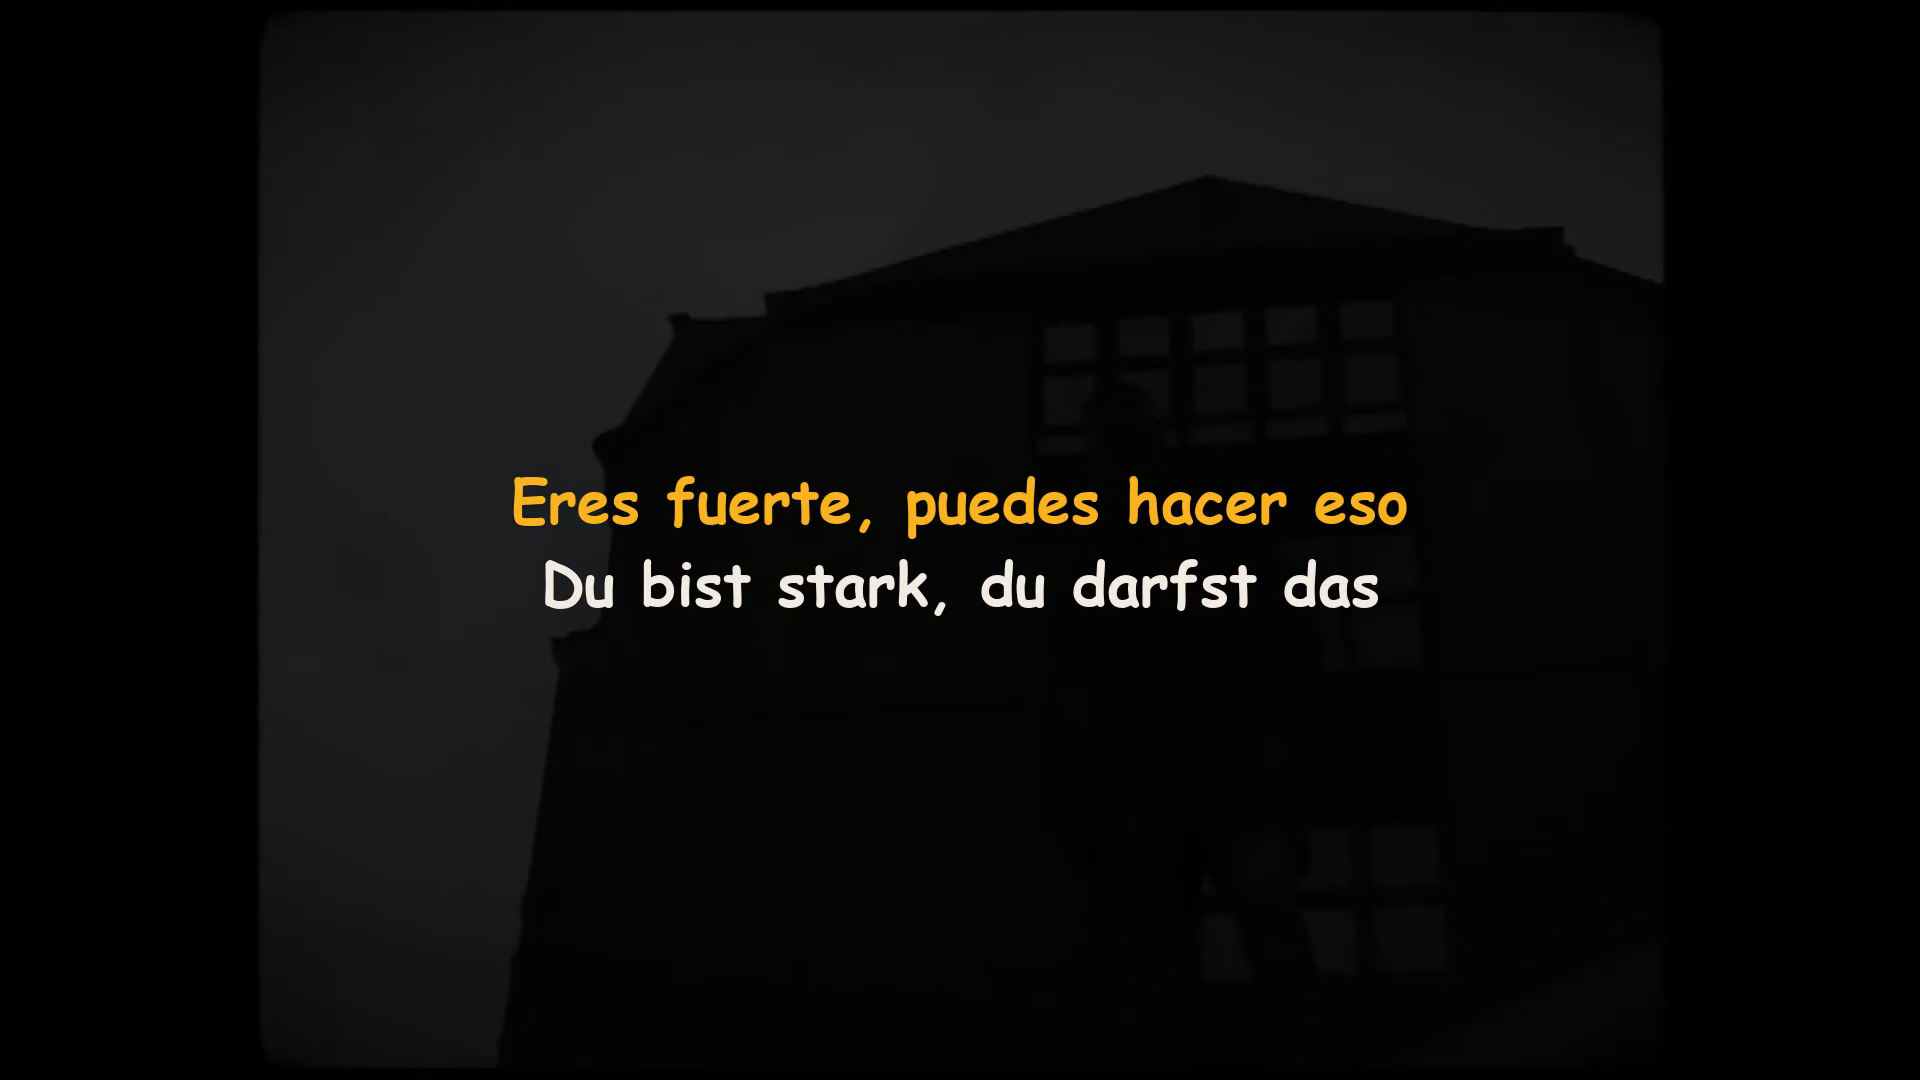 Eres fuerte, puedes hacer eso
Du bist stark, du darfst das